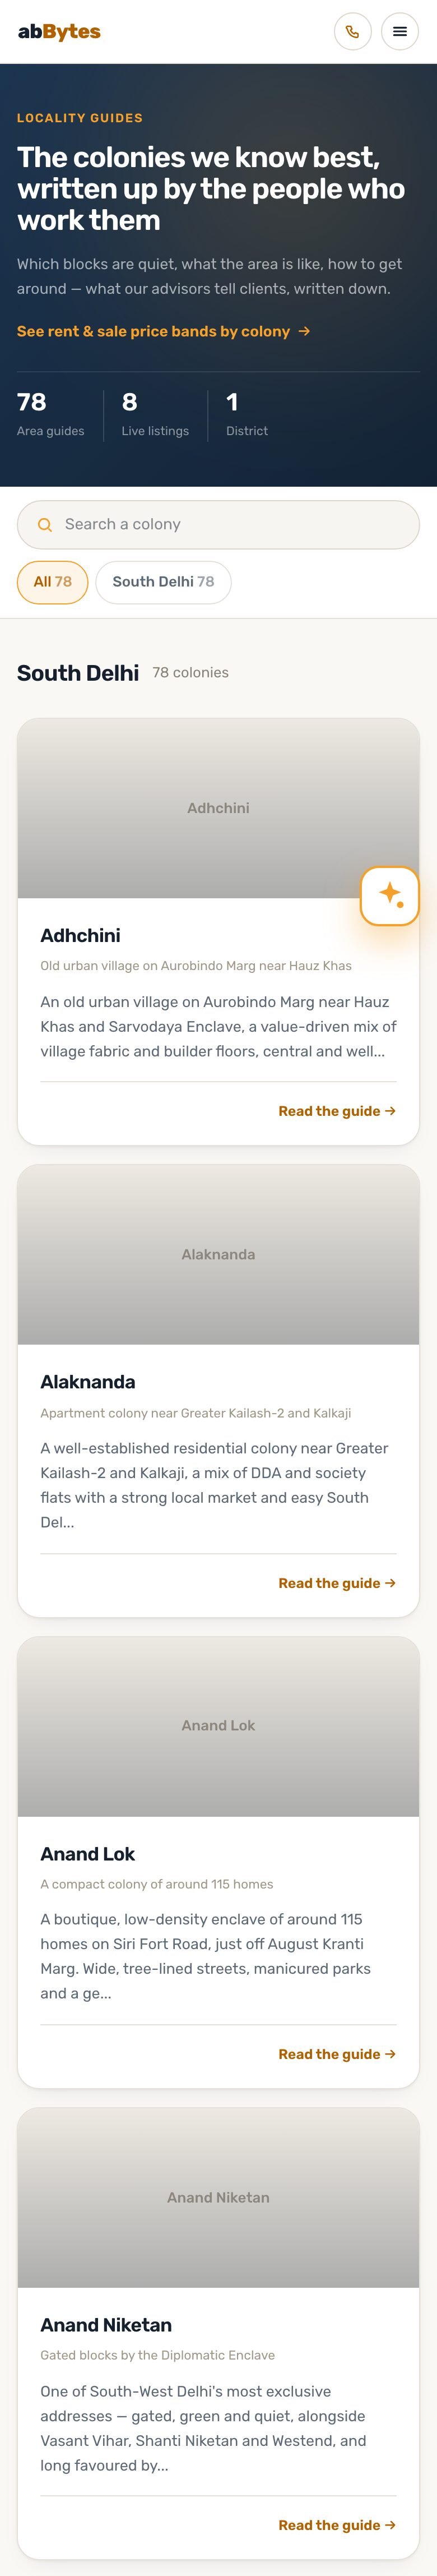 abBytes
LOCALITY GUIDES
The colonies we know best,
written up by the people who
work them
Which blocks are quiet, what the area is like, how to get
around — what our advisors tell clients, written down.
See rent & sale price bands by colony →
78
8
1
Area guides
Live listings
District
Search a colony
All 78
South Delhi 78
South Delhi 78 colonies
Adhchini
Adhchini
Old urban village on Aurobindo Marg near Hauz Khas
An old urban village on Aurobindo Marg near Hauz
Khas and Sarvodaya Enclave, a value-driven mix of
village fabric and builder floors, central and well...
Read the guide →
Alaknanda
Alaknanda
Apartment colony near Greater Kailash-2 and Kalkaji
A well-established residential colony near Greater
Kailash-2 and Kalkaji, a mix of DDA and society
flats with a strong local market and easy South
Del...
Read the guide →
Anand Lok
Anand Lok
A compact colony of around 115 homes
A boutique, low-density enclave of around 115
homes on Siri Fort Road, just off August Kranti
Marg. Wide, tree-lined streets, manicured parks
and a ge...
Read the guide →
Anand Niketan
Anand Niketan
Gated blocks by the Diplomatic Enclave
One of South-West Delhi's most exclusive
addresses — gated, green and quiet, alongside
Vasant Vihar, Shanti Niketan and Westend, and
long favoured by...
Read the guide →